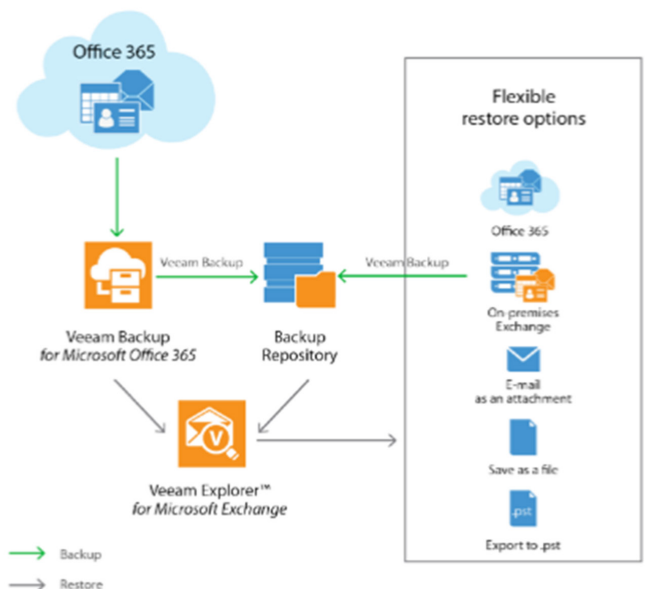 Office 365
Flexible
restore options
Office 365
Veeam Backup
Veeam Backup
On-premises
Exchange
Veeam Backup
for Microsoft Office 365
Backup
Repository
E-mail
as an attachment
V
Save as a file
Veeam Explorer™
for Microsoft Exchange
.pst
Export to .pst
Backup
Restore